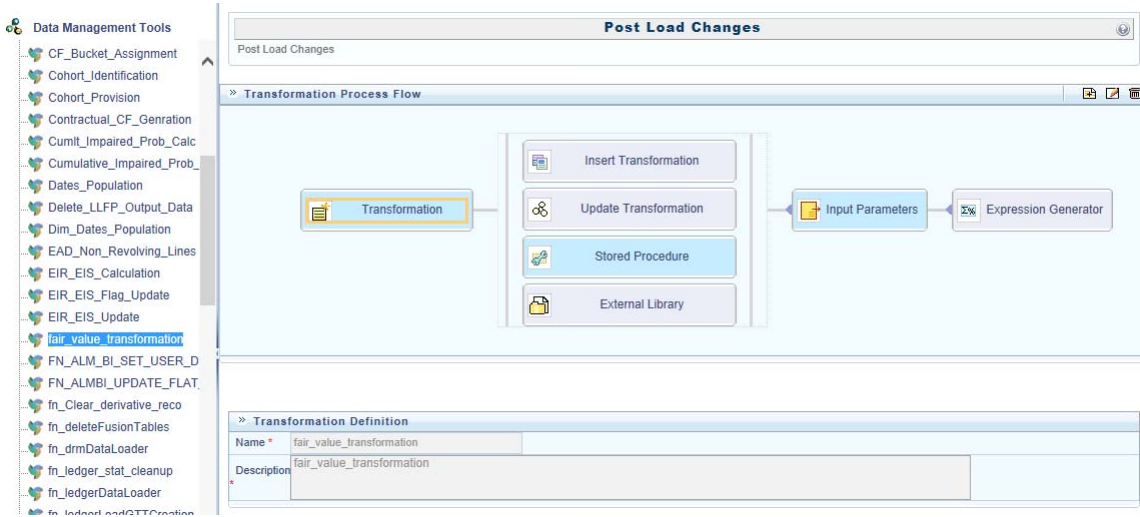 Data Management Tools
CF_Bucket_Assignment
Cohort_Identification
Cohort_Provision
Contractual_CF_Genration
Cumlt_Impaired_Prob_Calc
Cumulative_Impaired_Prob_
Dates_Population
Delete_LLFP_Output_Data
Dim_Dates_Population
EAD_Non_Revolving_Lines
EIR_EIS_Calculation
EIR_EIS_Flag_Update
EIR_EIS_Update
fair_value_transformation
FN_ALM_BI_SET_USER_D
FN_ALMBI_UPDATE_FLAT_
fn_Clear_derivative_reco
fn_deleteFusionTables
fn_drmDataLoader
fn_ledger_stat_cleanup
fn_ledgerDataLoader
fn_ledgerLoadGTTCreation
Post Load Changes
Post Load Changes
» Transformation Process Flow
Transformation
Insert Transformation
Update Transformation
Stored Procedure
External Library
Input Parameters
Σ% Expression Generator
» Transformation Definition
Name * fair_value_transformation
Description fair_value_transformation
*